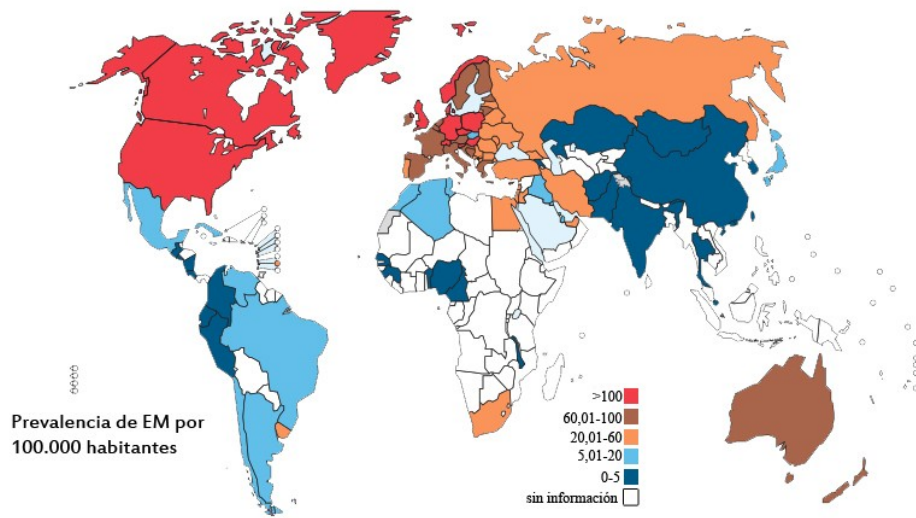 Prevalencia de EM por
100.000 habitantes
>100
60,01-100
20,01-60
5,01-20
0-5
sin información